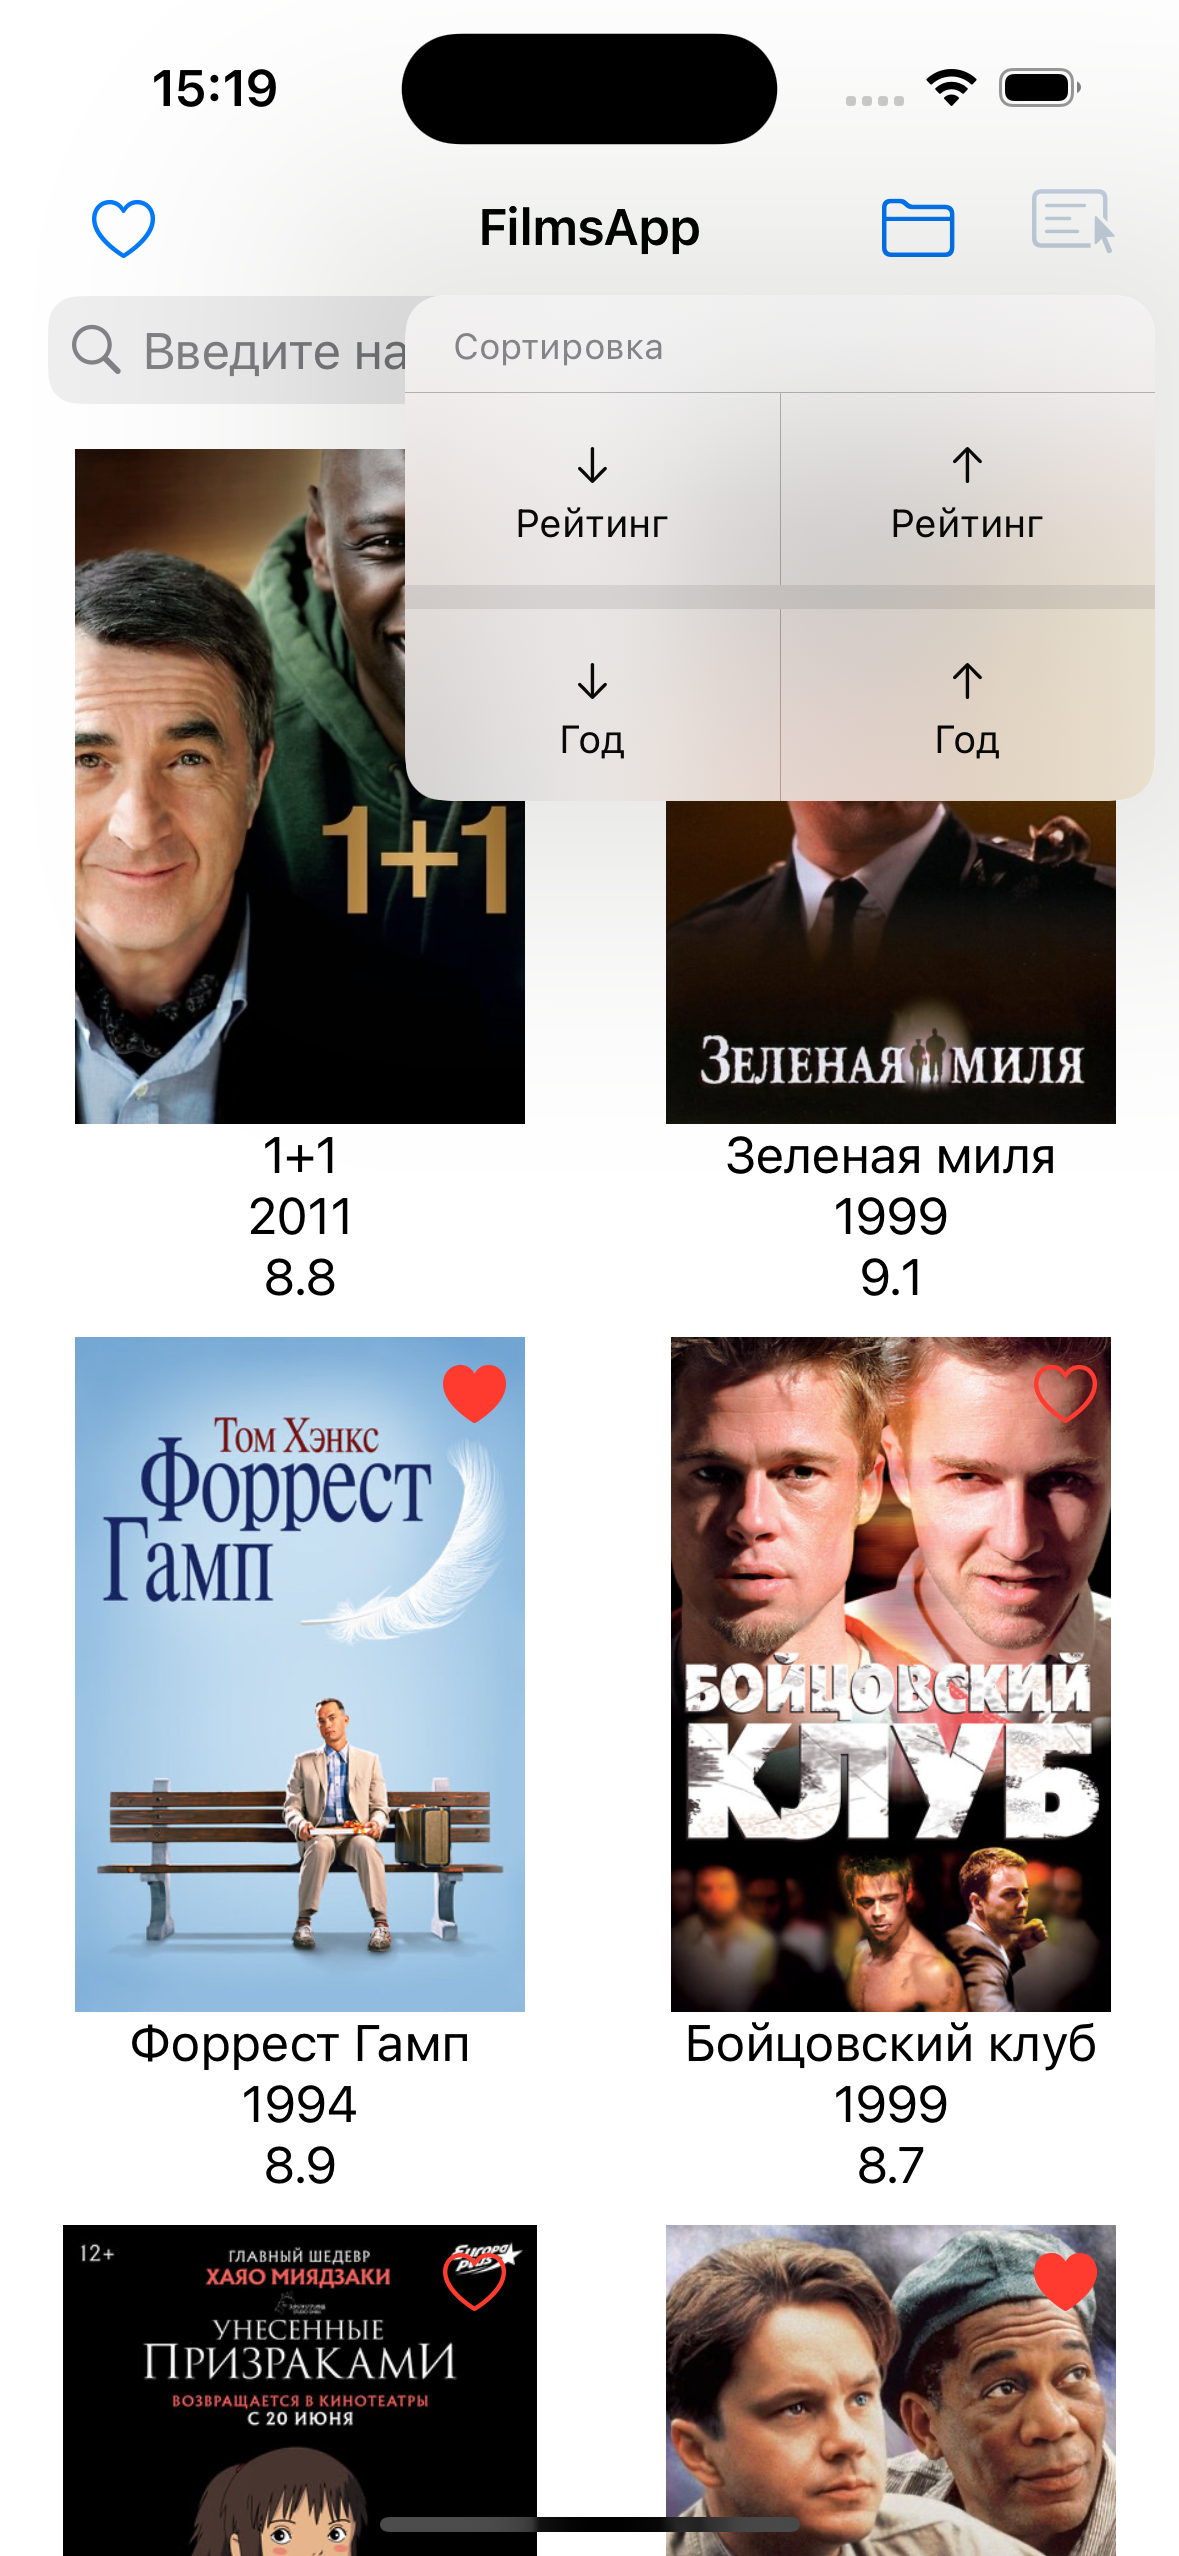 15:19
FilmsApp
Введите на
Сортировка
Рейтинг
Рейтинг
Год
Год
1+1
ЗЕЛЕНАЯ МИЛЯ
1+1
2011
8.8
Зеленая миля
1999
9.1
Том Хэнкс
Форрест
Гамп
БОЙЦОВСКИЙ
КЛУБ
Форрест Гамп
1994
8.9
Бойцовский клуб
1999
8.7
12+
ГЛАВНЫЙ ШЕДЕВР
ХАЯО МИЯДЗАКИ
Europa
plus
УНЕСЕННЫЕ
ПРИЗРАКАМИ
ВОЗВРАЩАЕТСЯ В КИНОТЕАТРЫ
С 20 ИЮНЯ